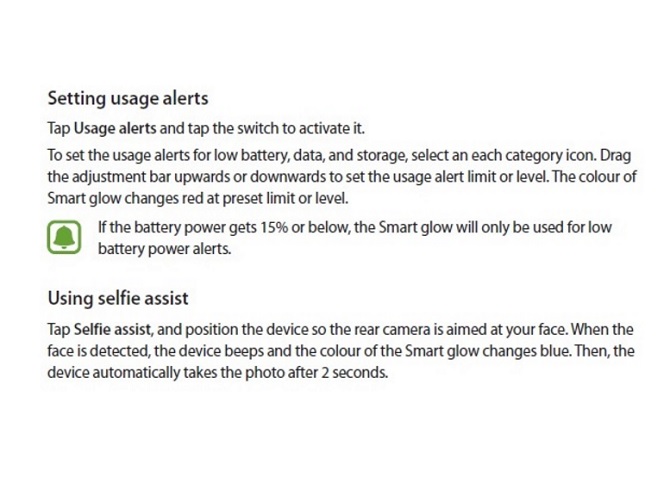 Setting usage alerts
Tap Usage alerts and tap the switch to activate it.
To set the usage alerts for low battery, data, and storage, select an each category icon. Drag
the adjustment bar upwards or downwards to set the usage alert limit or level. The colour of
Smart glow changes red at preset limit or level.
If the battery power gets 15% or below, the Smart glow will only be used for low
battery power alerts.
Using selfie assist
Tap Selfie assist, and position the device so the rear camera is aimed at your face. When the
face is detected, the device beeps and the colour of the Smart glow changes blue. Then, the
device automatically takes the photo after 2 seconds.